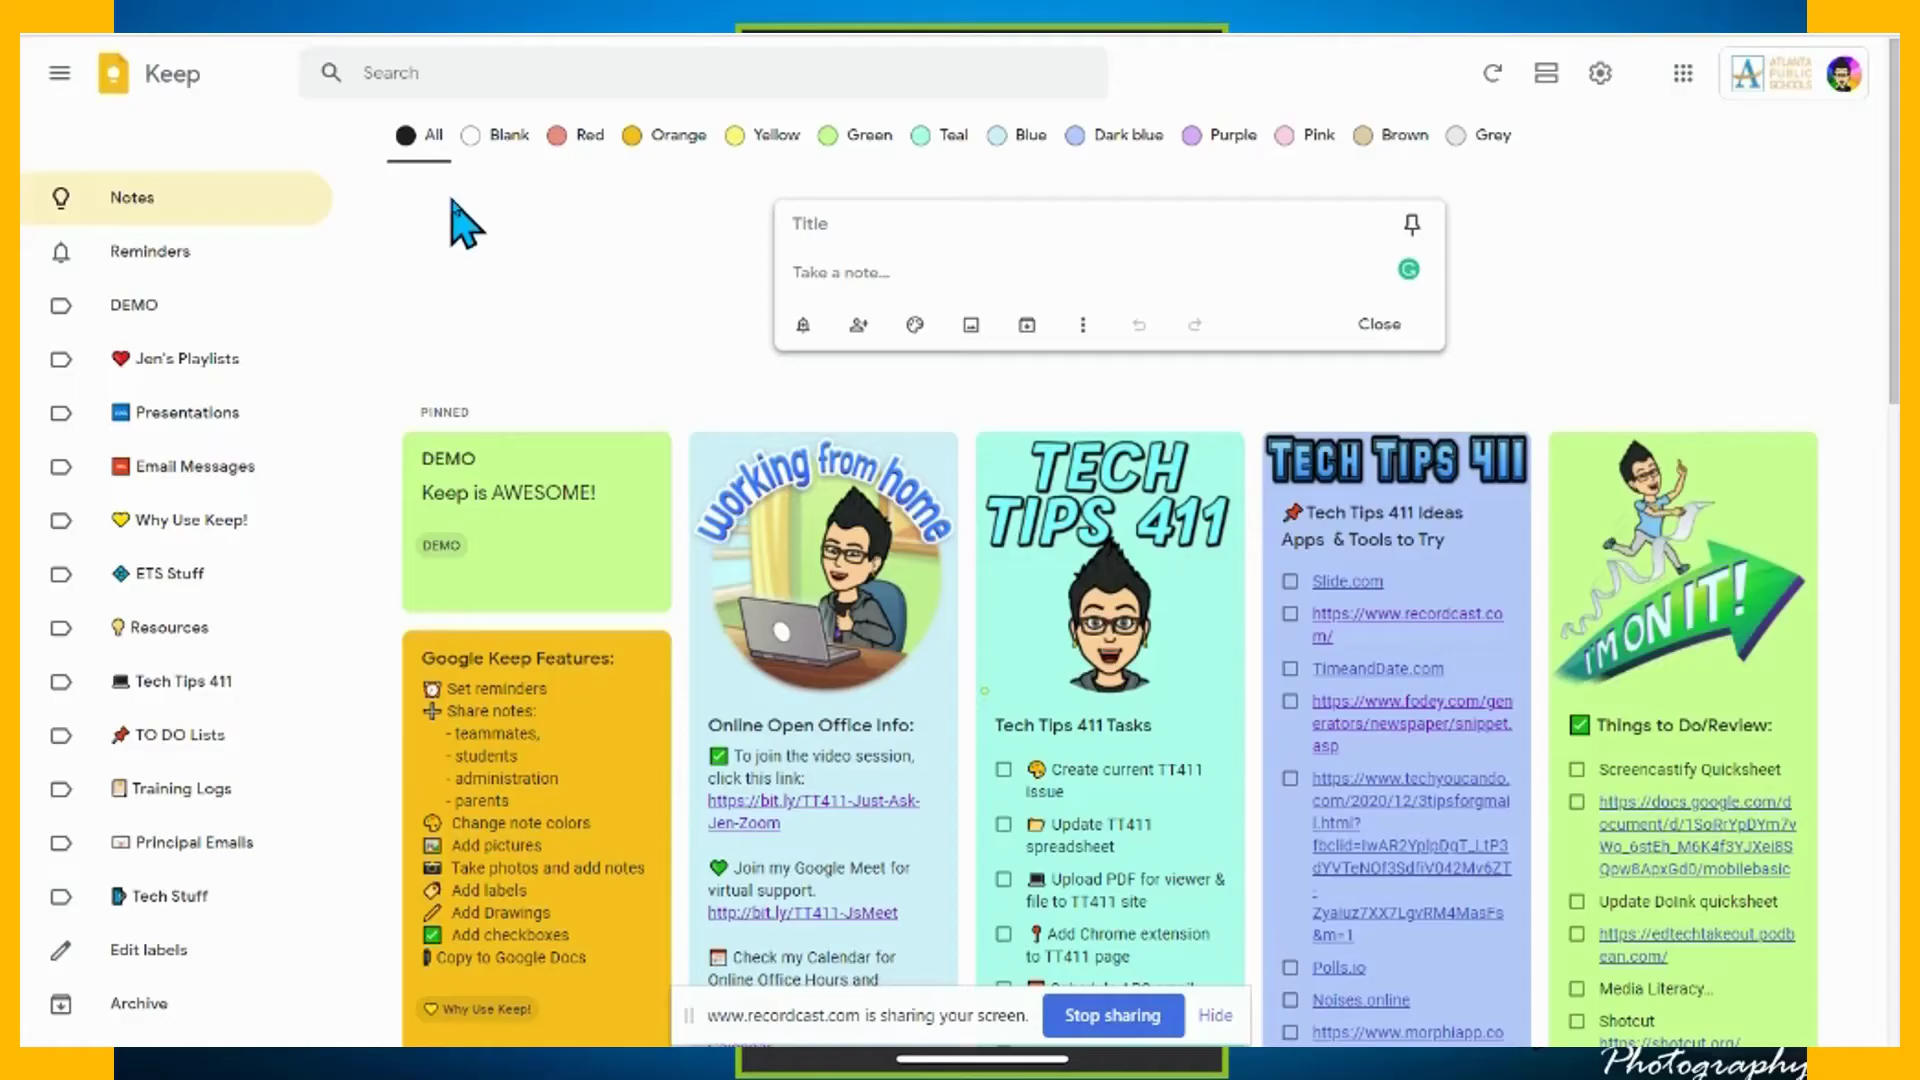 Keep
Search
ATLANTA
PUBLIC
SCHOOLS
All
Blank
Red
Orange
Yellow
Green
Teal
Blue
Dark blue
Purple
Pink
Brown
Grey
Notes
Reminders
DEMO
Jen's Playlists
Presentations
Email Messages
Why Use Keep!
ETS Stuff
Resources
Tech Tips 411
TO DO Lists
Training Logs
Principal Emails
Tech Stuff
Edit labels
Archive
Title
Take a note...
Close
PINNED
DEMO
Keep is AWESOME!
DEMO
Google Keep Features:
Set reminders
Share notes:
- teammates,
- students
- administration
- parents
Change note colors
Add pictures
Take photos and add notes
Add labels
Add Drawings
Add checkboxes
Copy to Google Docs
Why Use Keep!
working from home
Online Open Office Info:
To join the video session,
click this link:
https://bit.ly/TT411-Just-Ask-
Jen-Zoom
Join my Google Meet for
virtual support.
http://bit.ly/TT411-JsMeet
Check my Calendar for
Online Office Hours and
TECH
TIPS 411
Tech Tips 411 Tasks
Create current TT411
issue
Update TT411
spreadsheet
Upload PDF for viewer &
file to TT411 site
Add Chrome extension
to TT411 page
TECH TIPS 411
Tech Tips 411 Ideas
Apps & Tools to Try
Slide.com
https://www.recordcast.co
m/
TimeandDate.com
https://www.fodey.com/gen
erators/newspaper/snippet.
asp
https://www.techyoucando.
com/2020/12/3tipsforgmai
l.html?
&m=1
Polls.io
Noises.online
https://www.morphiapp.co
I'M ON IT!
Things to Do/Review:
Screencastify Quicksheet
https://docs.google.com/d
Update DoInk quicksheet
https://edtechtakeout.podb
ean.com/
Media Literacy...
Shotcut
https://shotcut.org/
www.recordcast.com is sharing your screen.
Stop sharing
Hide
Photography